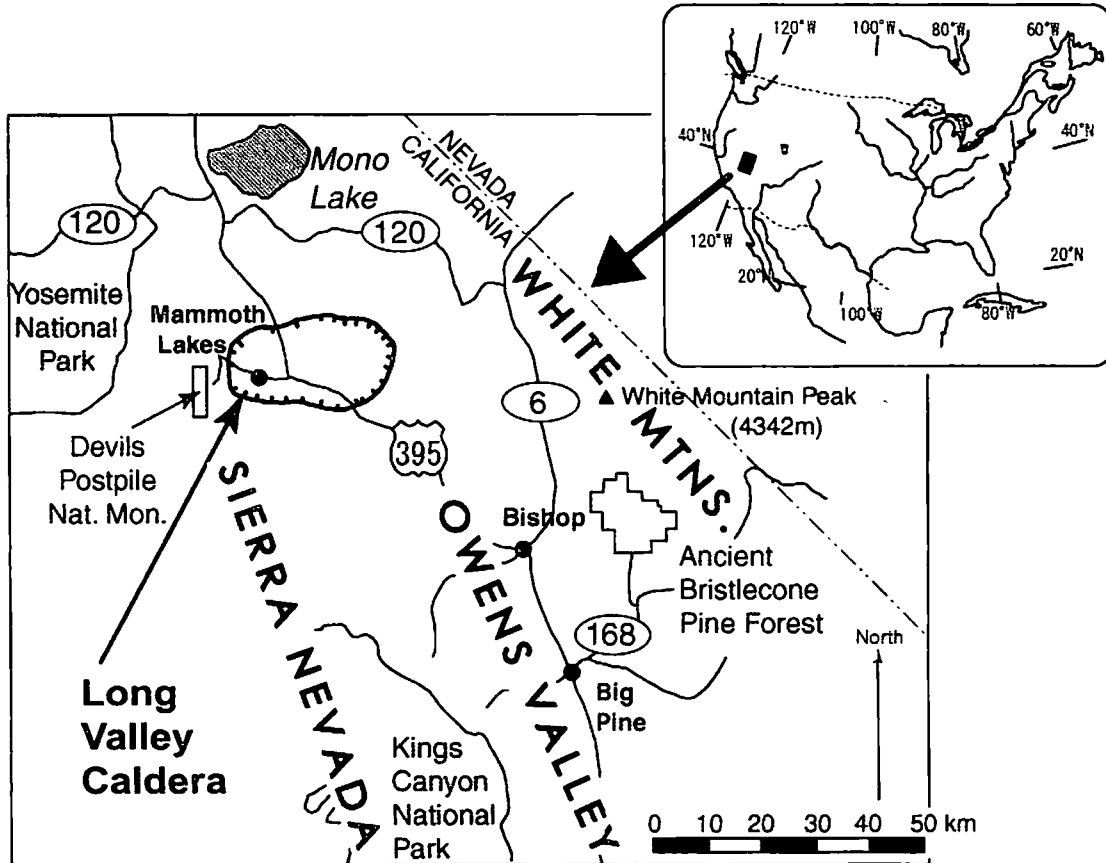 120°W
100°W
80°W
60°W
40°N
40°N
120°W
20°N
20°N
100°W
80°W
Mono
Lake
NEVADA
CALIFORNIA
120
120
Yosemite
National
Park
Mammoth
Lakes
WHITE MTNS.
6
White Mountain Peak
(4342m)
Devils
Postpile
Nat. Mon.
395
SIERRA NEVADA
OWENS VALLEY
Bishop
Ancient
Bristlecone
Pine Forest
168
North
Big
Pine
Long
Valley
Caldera
Kings
Canyon
National
Park
0 10 20 30 40 50 km